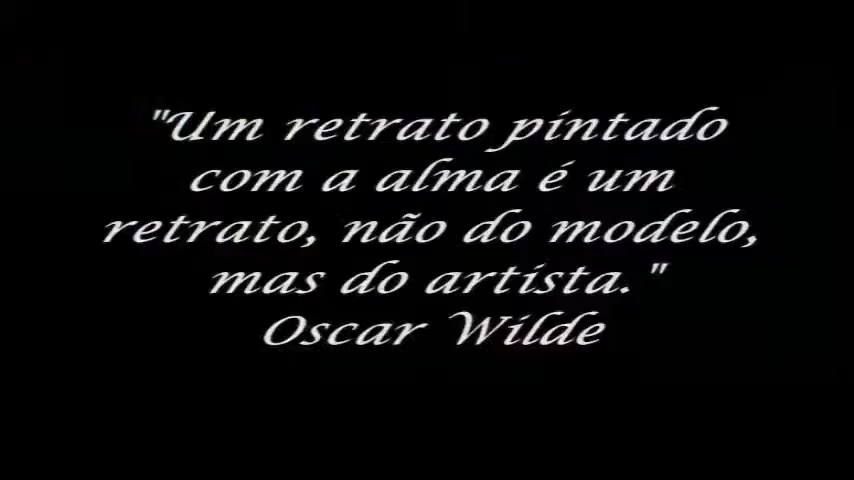 "Um retrato pintado
com a alma é um
retrato, não do modelo,
mas do artista."
Oscar Wilde